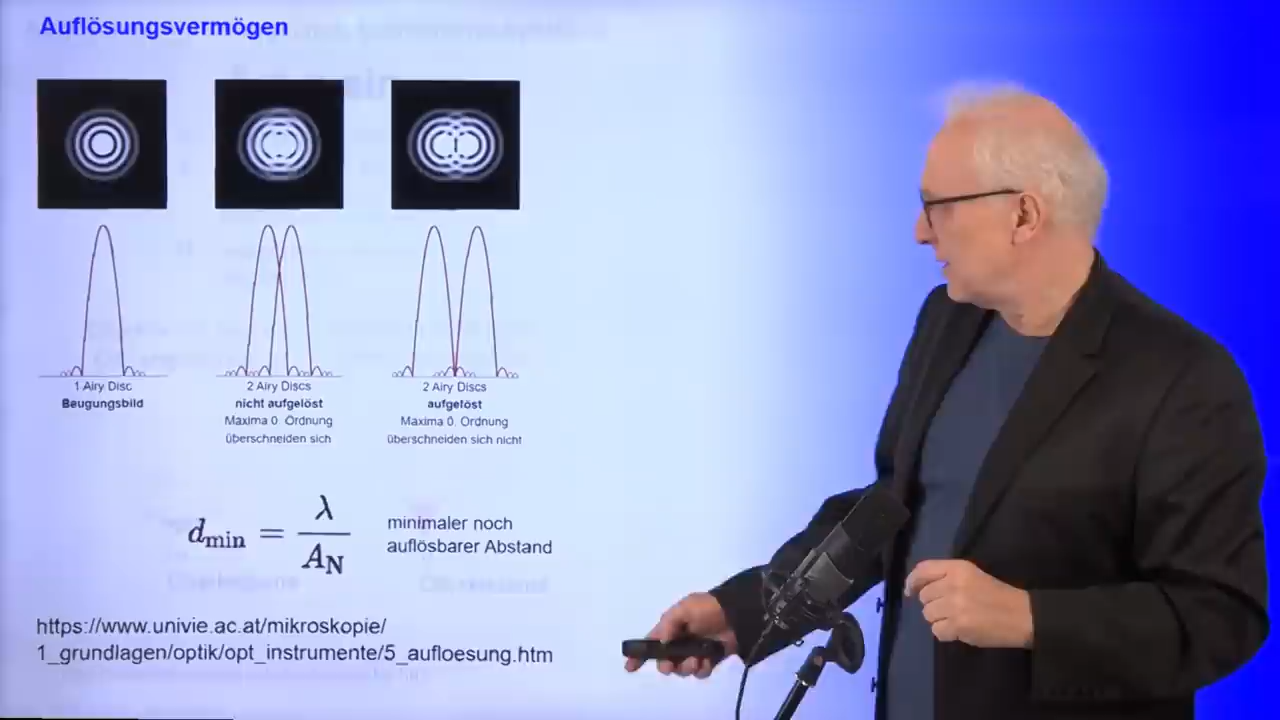 Auflösungsvermögen
1 Airy Disc
Beugungsbild
2 Airy Discs
nicht aufgelöst
Maxima 0. Ordnung
überschneiden sich
2 Airy Discs
aufgelöst
Maxima 0. Ordnung
überschneiden sich nicht
d_min = λ / A_N
minimaler noch
auflösbarer Abstand
https://www.univie.ac.at/mikroskopie/
1_grundlagen/optik/opt_instrumente/5_aufloesung.htm